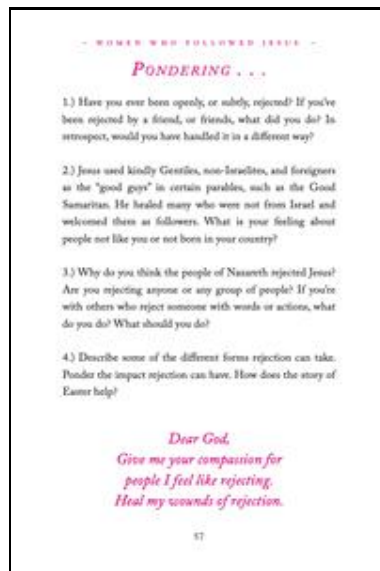 - WOMEN WHO FOLLOWED JESUS -
PONDERING . . .
1.) Have you ever been openly, or subtly, rejected? If you've
been rejected by a friend, or friends, what did you do? In
retrospect, would you have handled it in a different way?
2.) Jesus used kindly Gentiles, non-Israelites, and foreigners
as the "good guys" in certain parables, such as the Good
Samaritan. He healed many who were not from Israel and
welcomed them as followers. What is your feeling about
people not like you or not born in your country?
3.) Why do you think the people of Nazareth rejected Jesus?
Are you rejecting anyone or any group of people? If you're
with others who reject someone with words or actions, what
do you do? What should you do?
4.) Describe some of the different forms rejection can take.
Ponder the impact rejection can have. How does the story of
Easter help?
Dear God,
Give me your compassion for
people I feel like rejecting.
Heal my wounds of rejection.
57